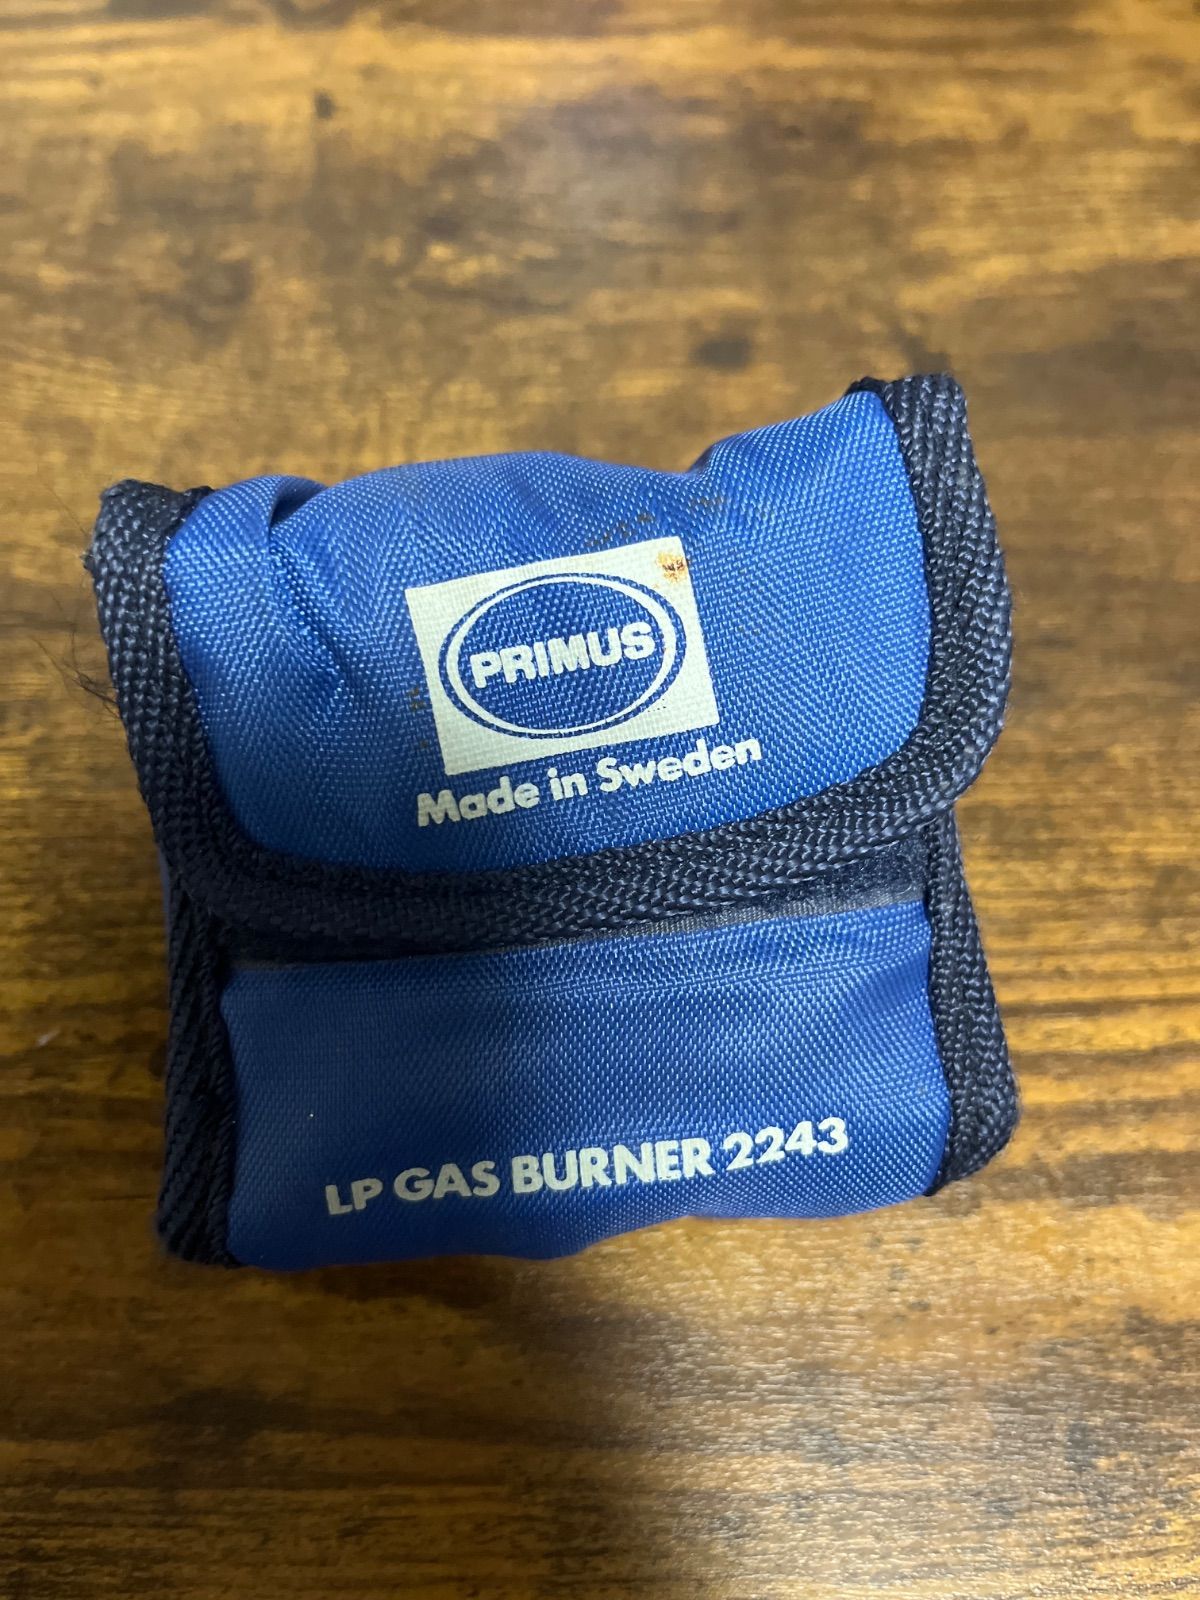 PRIMUS
Made in Sweden
LP GAS BURNER 2243